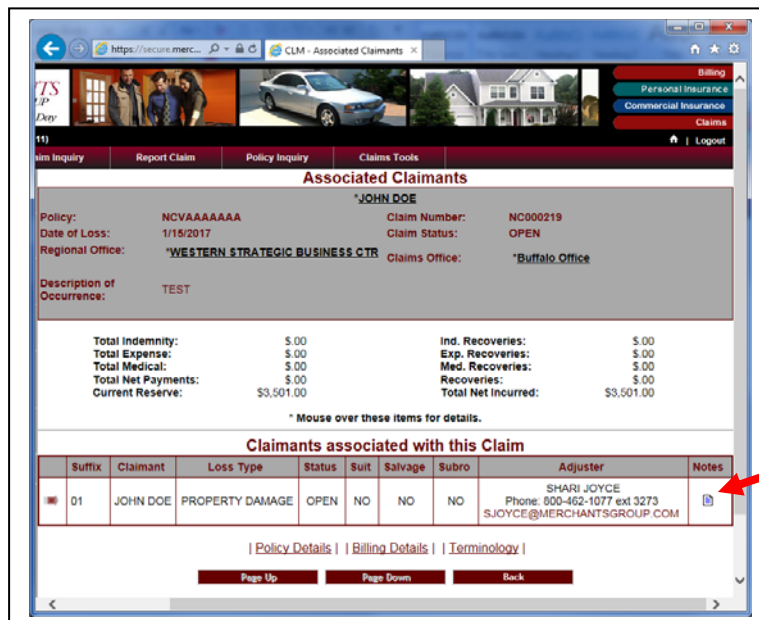 https://secure.merc...
CLM - Associated Claimants
Billing
TS
Personal Insurance
UP
Commercial Insurance
Day
Claims
11)
| Logout
aim Inquiry Report Claim Policy Inquiry Claims Tools
Associated Claimants
*JOHN DOE
Policy: NCVAAAAAAA Claim Number: NC000219
Date of Loss: 1/15/2017 Claim Status: OPEN
Regional Office: *WESTERN STRATEGIC BUSINESS CTR Claims Office: *Buffalo Office
Description of
Occurrence: TEST
Total Indemnity: $.00 Ind. Recoveries: $.00
Total Expense: $.00 Exp. Recoveries: $.00
Total Medical: $.00 Med. Recoveries: $.00
Total Net Payments: $.00 Recoveries: $.00
Current Reserve: $3,501.00 Total Net Incurred: $3,501.00
* Mouse over these items for details.
Claimants associated with this Claim
Suffix Claimant Loss Type Status Suit Salvage Subro Adjuster Notes
01 JOHN DOE PROPERTY DAMAGE OPEN NO NO NO SHARI JOYCE
Phone: 800-462-1077 ext 3273
SJOYCE@MERCHANTSGROUP.COM
| Policy Details | | Billing Details | | Terminology |
Page Up Page Down Back